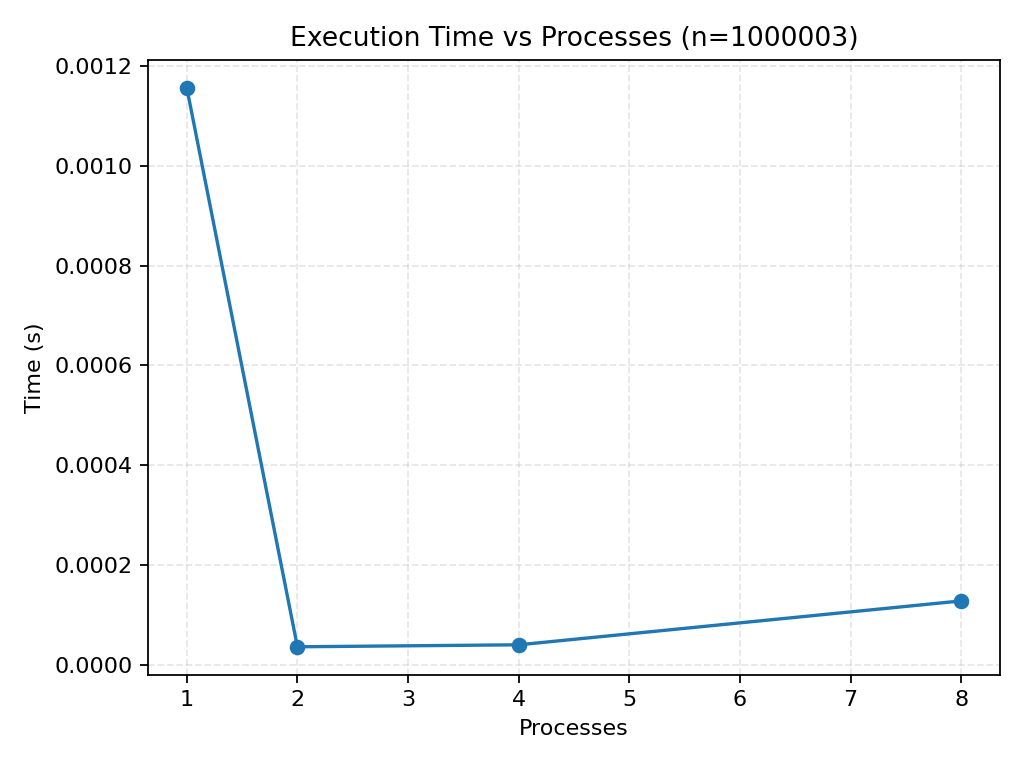 Execution Time vs Processes (n=1000003)
0.0012
0.0010
0.0008
0.0006
0.0004
0.0002
0.0000
Time (s)
1 2 3 4 5 6 7 8
Processes